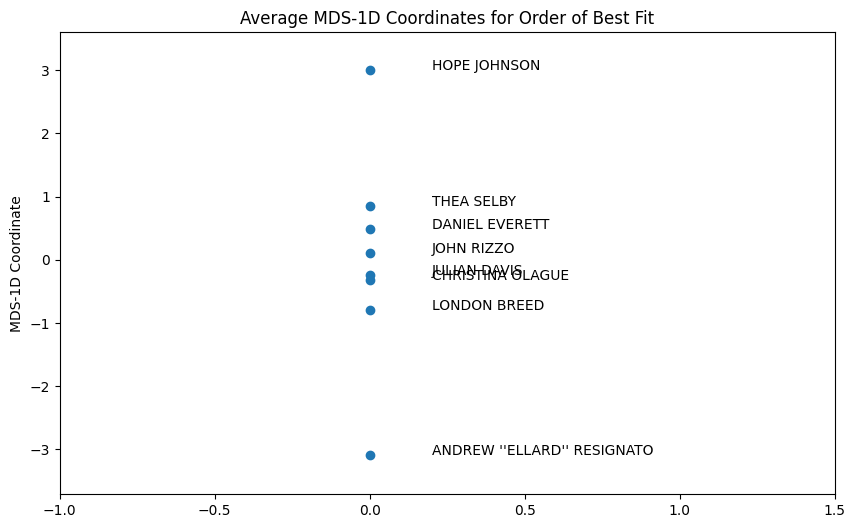 Average MDS-1D Coordinates for Order of Best Fit
MDS-1D Coordinate
3
2
1
0
−1
−2
−3
HOPE JOHNSON
THEA SELBY
DANIEL EVERETT
JOHN RIZZO
JULIAN DAVIS
CHRISTINA OLAGUE
LONDON BREED
ANDREW ''ELLARD'' RESIGNATO
−1.0
−0.5
0.0
0.5
1.0
1.5